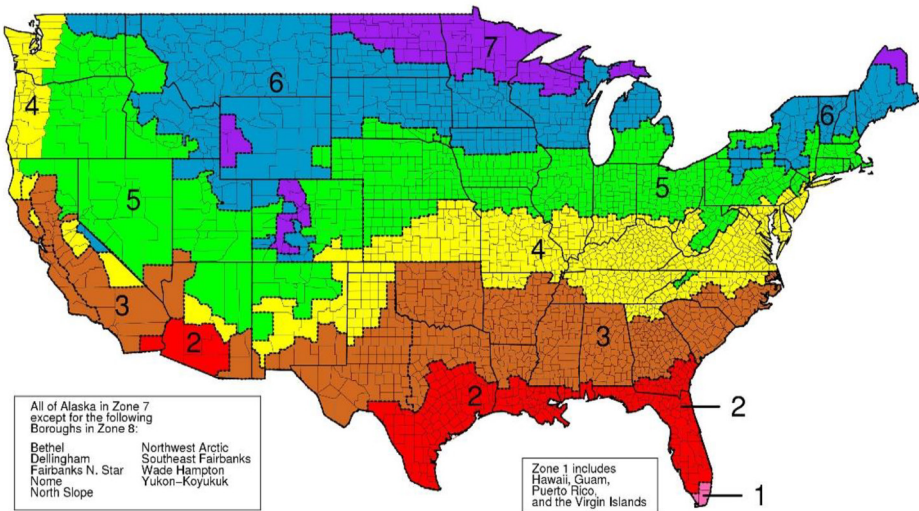 7
6
6
4
5
5
4
3
3
2
2
2
1
All of Alaska in Zone 7
except for the following
Boroughs in Zone 8:
Bethel Northwest Arctic
Dellingham Southeast Fairbanks
Fairbanks N. Star Wade Hampton
Nome Yukon-Koyukuk
North Slope
Zone 1 includes
Hawaii, Guam,
Puerto Rico,
and the Virgin Islands